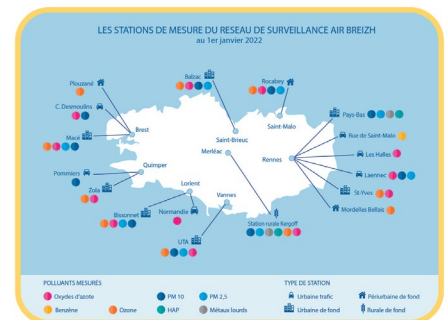 LES STATIONS DE MESURE DU RESEAU DE SURVEILLANCE AIR BREIZH
au 1er janvier 2022
Balzac
Rocabey
Plouzané
C. Desmoulins
Pays-Bas
Brest
Saint-Brieuc
Saint-Malo
Rue de Saint-Malo
Macé
Merléac
Rennes
Les Halles
Quimper
Pommiers
Laennec
Zola
Lorient
St-Yves
Vannes
Bissonnet
Normandie
Mordelles Bellais
UTA
Station rurale Kergoff
POLLUANTS MESURES
TYPE DE STATION
Oxydes d'azote
PM 10
PM 2,5
Urbaine trafic
Périurbaine de fond
Benzène
Ozone
HAP
Métaux lourds
Urbaine de fond
Rurale de fond